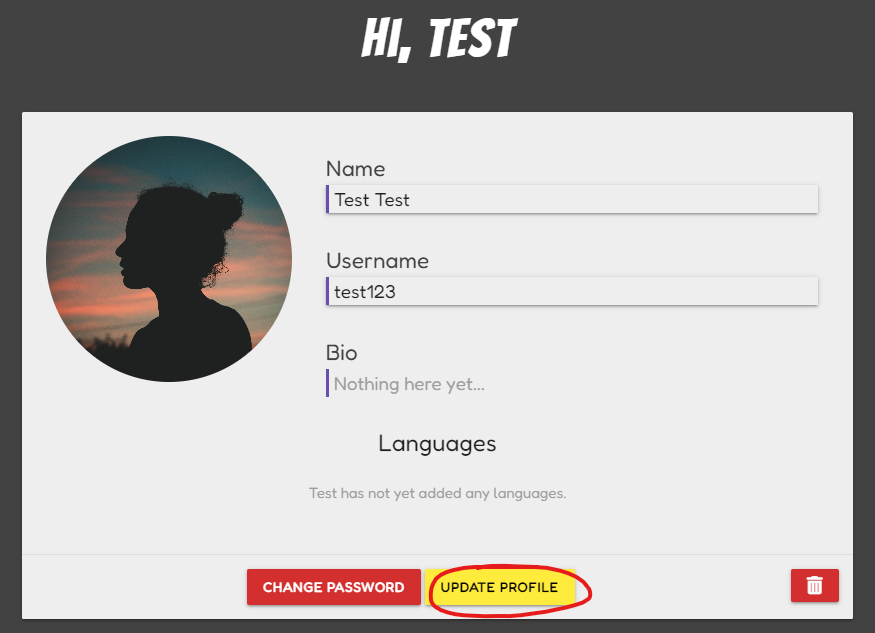 HI, TEST
Name
Test Test
Username
test123
Bio
Nothing here yet...
Languages
Test has not yet added any languages.
CHANGE PASSWORD UPDATE PROFILE